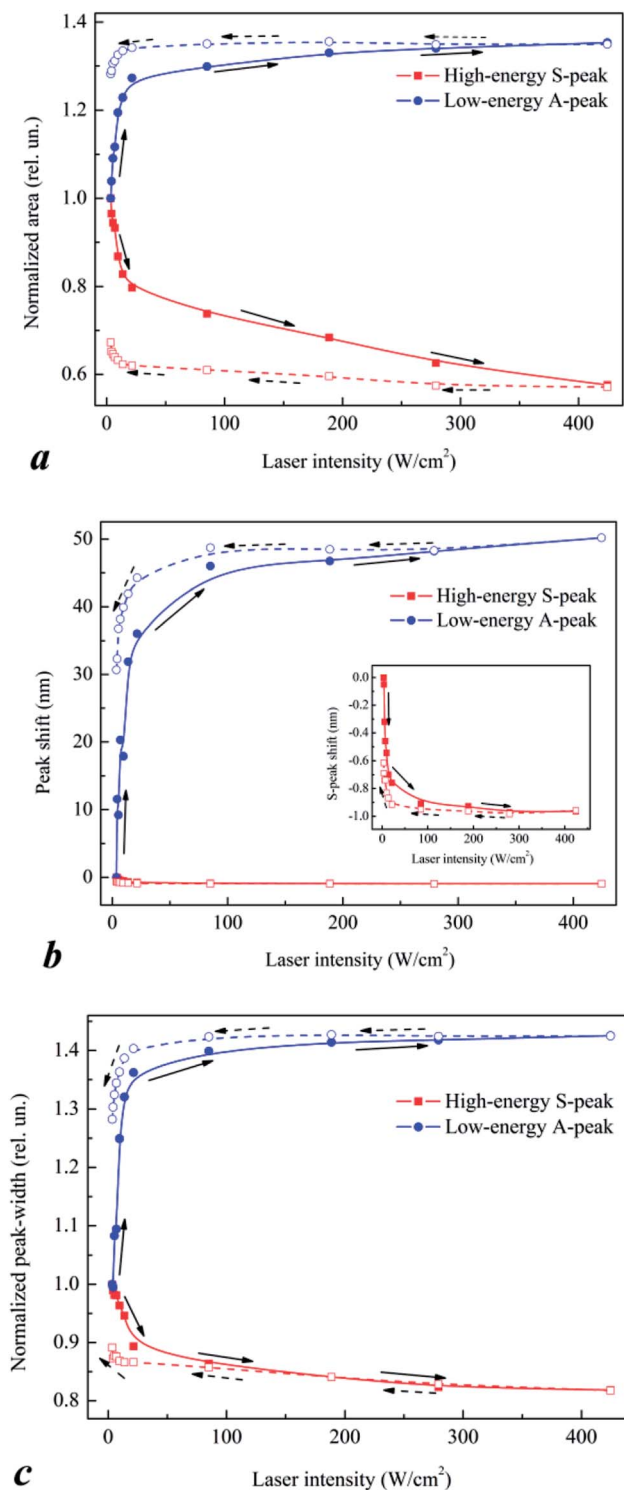 a
1.4
1.2
1.0
0.8
0.6
Normalized area (rel. un.)
High-energy S-peak
Low-energy A-peak
0 100 200 300 400
Laser intensity (W/cm²)
b
50
40
30
20
10
0
Peak shift (nm)
High-energy S-peak
Low-energy A-peak
0.0
-0.2
-0.4
-0.6
-0.8
-1.0
S-peak shift (nm)
0 100 200 300 400
Laser intensity (W/cm²)
0 100 200 300 400
Laser intensity (W/cm²)
c
1.4
1.3
1.2
1.1
1.0
0.9
0.8
Normalized peak-width (rel. un.)
High-energy S-peak
Low-energy A-peak
0 100 200 300 400
Laser intensity (W/cm²)